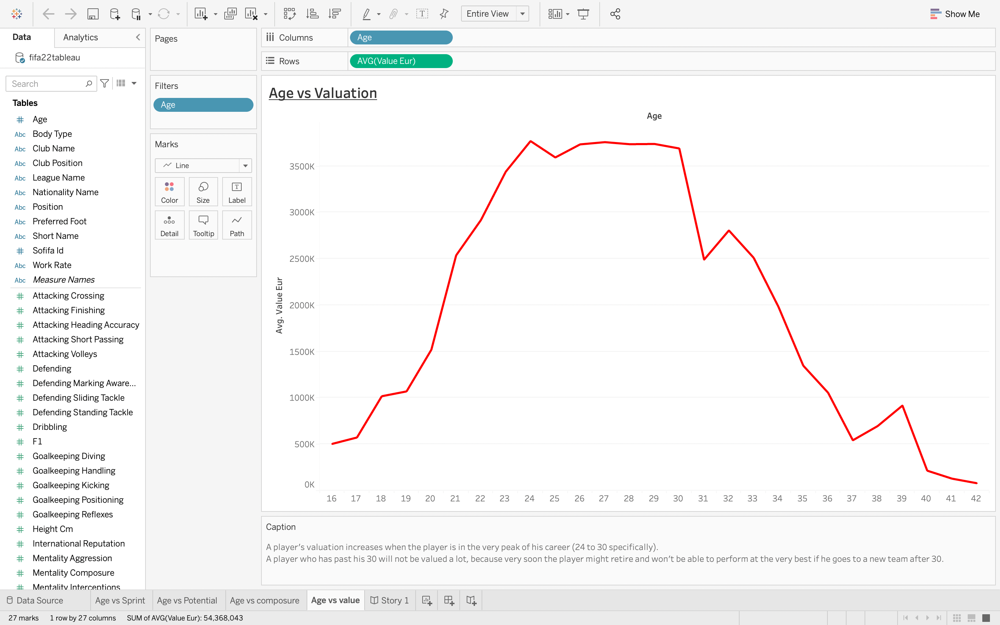 Entire View
Show Me
Data
Analytics
fifa22tableau
Search
Tables
Age
Abc Body Type
Abc Club Name
Abc Club Position
Abc League Name
Abc Nationality Name
Abc Position
Abc Preferred Foot
Abc Short Name
Sofifa Id
Abc Work Rate
Abc Measure Names
# Attacking Crossing
# Attacking Finishing
# Attacking Heading Accuracy
# Attacking Short Passing
# Attacking Volleys
# Defending
# Defending Marking Aware...
# Defending Sliding Tackle
# Defending Standing Tackle
# Dribbling
# F1
# Goalkeeping Diving
# Goalkeeping Handling
# Goalkeeping Kicking
# Goalkeeping Positioning
# Goalkeeping Reflexes
# Height Cm
# International Reputation
# Mentality Aggression
# Mentality Composure
# Mentality Interceptions
Pages
Filters
Age
Marks
Line
Color Size Label
Detail Tooltip Path
Columns Age
Rows AVG(Value Eur)
Age vs Valuation
Age
Avg. Value Eur
3500K
3000K
2500K
2000K
1500K
1000K
500K
0K
16 17 18 19 20 21 22 23 24 25 26 27 28 29 30 31 32 33 34 35 36 37 38 39 40 41 42
Caption
A player's valuation increases when the player is in the very peak of his career (24 to 30 specifically).
A player who has past his 30 will not be valued a lot, because very soon the player might retire and won't be able to perform at the very best if he goes to a new team after 30.
Data Source Age vs Sprint Age vs Potential Age vs composure Age vs value Story 1
27 marks 1 row by 27 columns SUM of AVG(Value Eur): 54,368,043